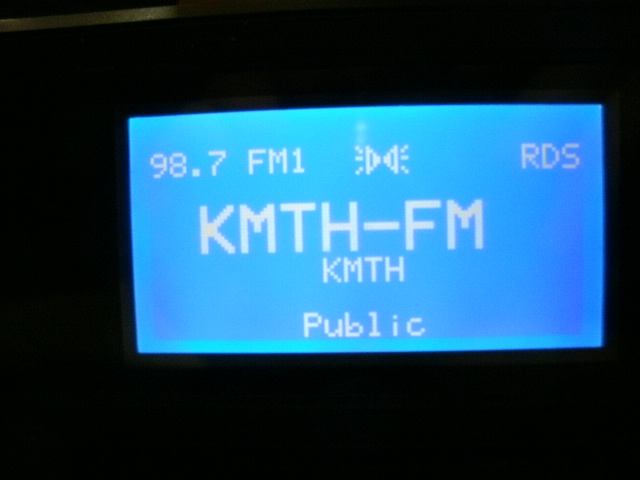 98.7 FM1 RDS
KMTH-FM
KMTH
Public